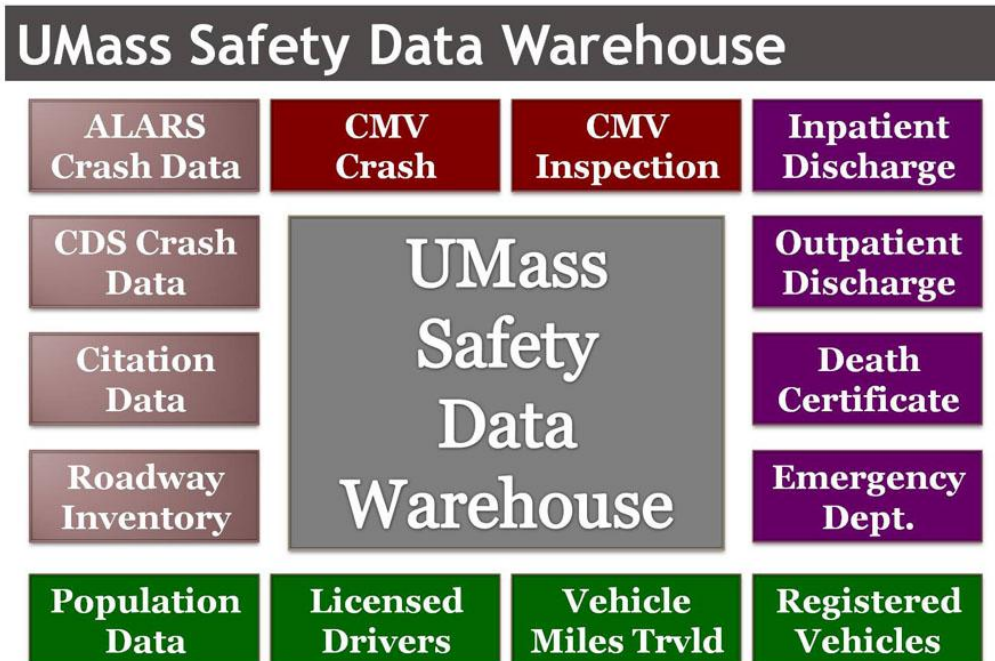 UMass Safety Data Warehouse
ALARS
Crash Data
CMV
Crash
CMV
Inspection
Inpatient
Discharge
CDS Crash
Data
UMass
Safety
Data
Warehouse
Outpatient
Discharge
Citation
Data
Death
Certificate
Roadway
Inventory
Emergency
Dept.
Population
Data
Licensed
Drivers
Vehicle
Miles Trvld
Registered
Vehicles